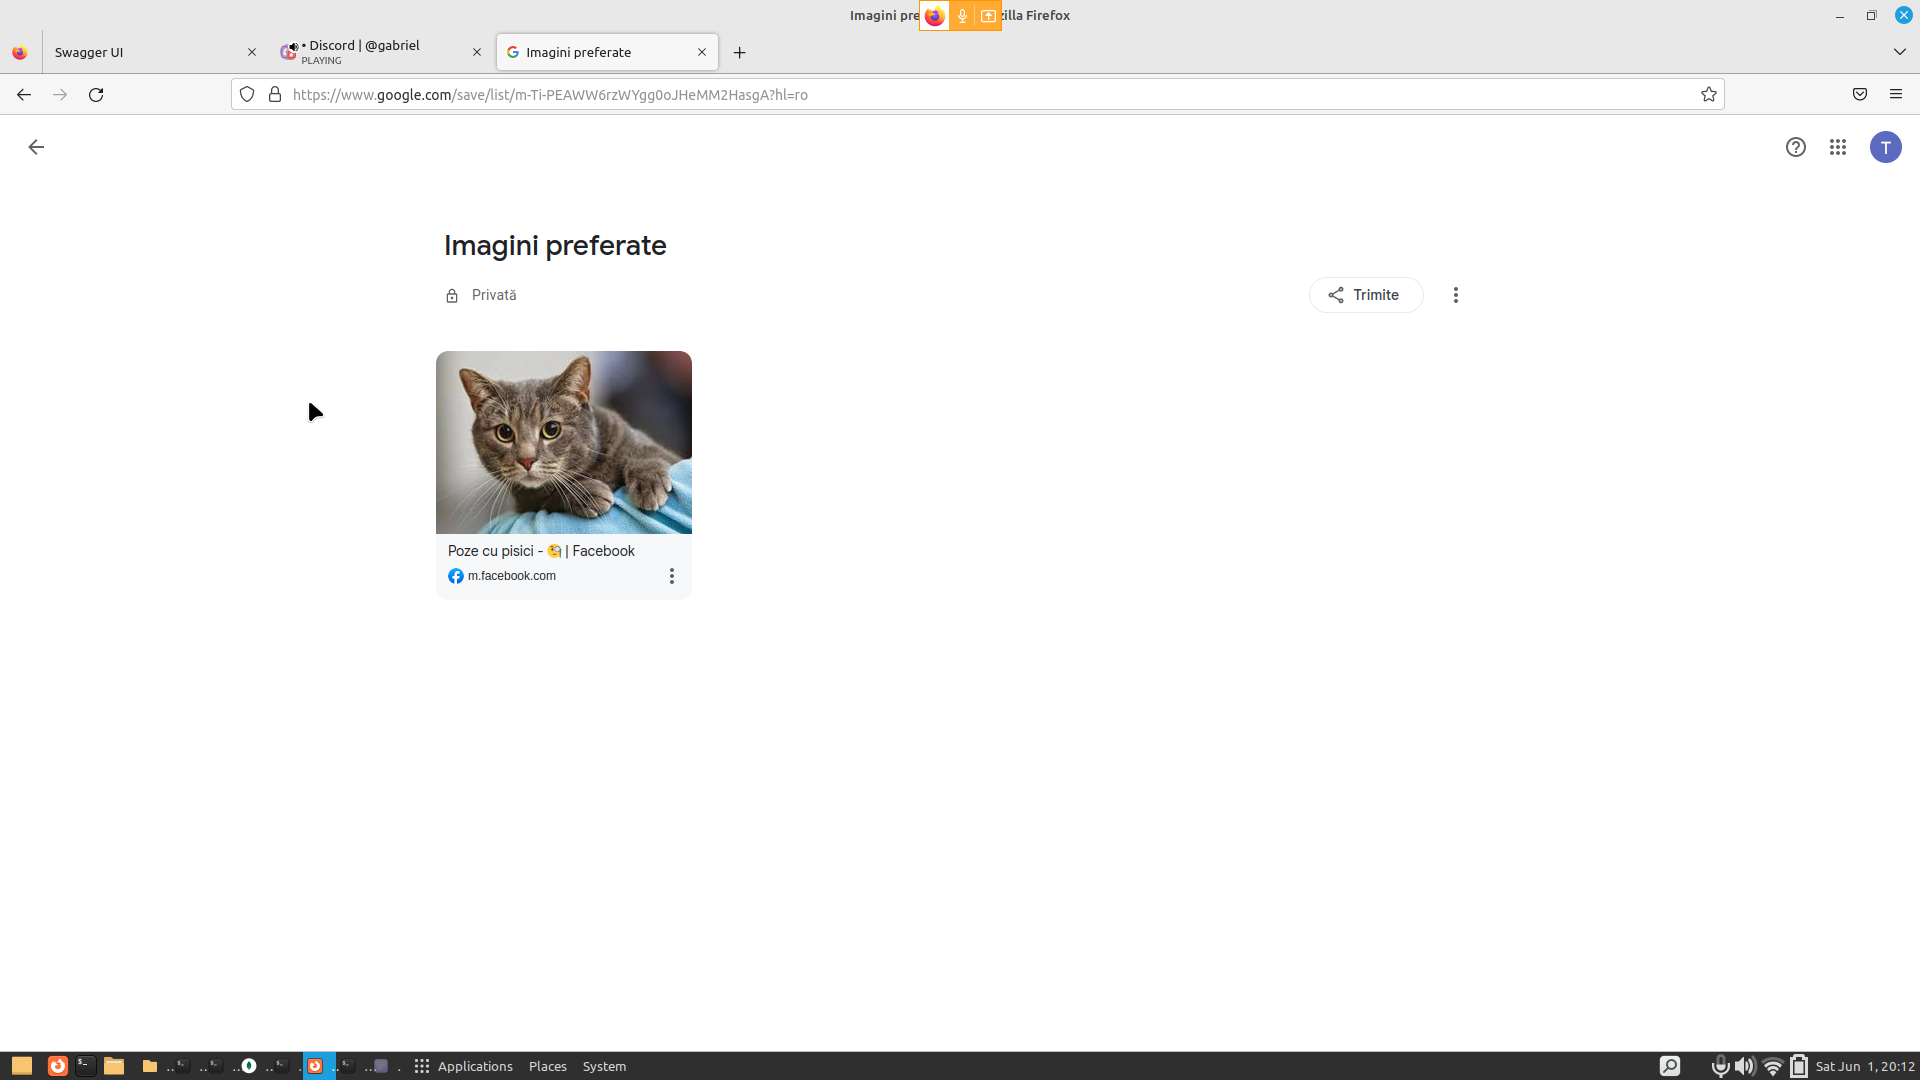 Imagini pre
zilla Firefox
Swagger UI
• Discord | @gabriel
PLAYING
Imagini preferate
https://www.google.com/save/list/m-Ti-PEAWW6rzWYgg0oJHeMM2HasgA?hl=ro
T
Imagini preferate
Privată
Trimite
Poze cu pisici - 🧐 | Facebook
m.facebook.com
Applications
Places
System
Sat Jun 1, 20:12